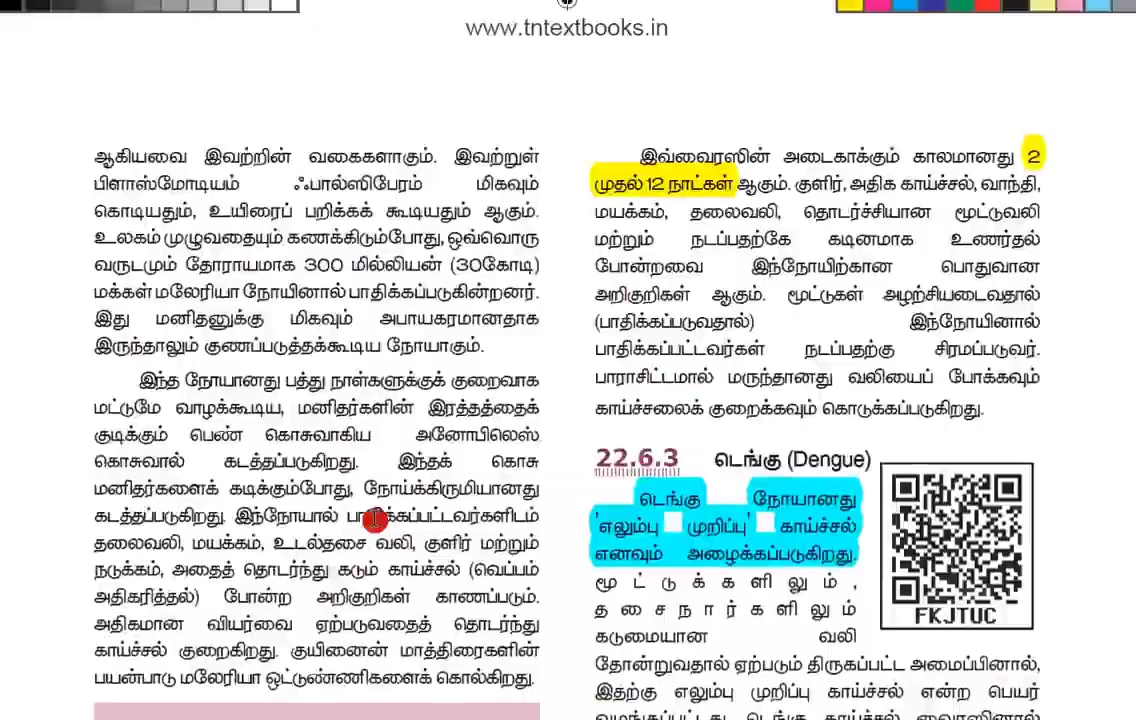 www.tntextbooks.in
ஆகியவை இவற்றின் வகைகளாகும். இவற்றுள்
பிளாஸ்மோடியம் ஃபால்ஸிபேரம் மிகவும்
கொடியதும், உயிரைப் பறிக்கக் கூடியதும் ஆகும்.
உலகம் முழுவதையும் கணக்கிடும்போது, ஒவ்வொரு
வருடமும் தோராயமாக 300 மில்லியன் (30கோடி)
மக்கள் மலேரியா நோயினால் பாதிக்கப்படுகின்றனர்.
இது மனிதனுக்கு மிகவும் அபாயகரமானதாக
இருந்தாலும் குணப்படுத்தக்கூடிய நோயாகும்.
இந்த நோயானது பத்து நாள்களுக்குக் குறைவாக
மட்டுமே வாழக்கூடிய, மனிதர்களின் இரத்தத்தைக்
குடிக்கும் பெண் கொசுவாகிய அனோபிலெஸ்
கொசுவால் கடத்தப்படுகிறது. இந்தக் கொசு
மனிதர்களைக் கடிக்கும்போது, நோய்க்கிருமியானது
கடத்தப்படுகிறது. இந்நோயால் பாதிக்கப்பட்டவர்களிடம்
தலைவலி, மயக்கம், உடல்தசை வலி, குளிர் மற்றும்
நடுக்கம், அதைத் தொடர்ந்து கடும் காய்ச்சல் (வெப்பம்
அதிகரித்தல்) போன்ற அறிகுறிகள் காணப்படும்.
அதிகமான வியர்வை ஏற்படுவதைத் தொடர்ந்து
காய்ச்சல் குறைகிறது. குயினைன் மாத்திரைகளின்
பயன்பாடு மலேரியா ஒட்டுண்ணிகளைக் கொல்கிறது.
இவ்வைரஸின் அடைகாக்கும் காலமானது 2
முதல் 12 நாட்கள் ஆகும். குளிர், அதிக காய்ச்சல், வாந்தி,
மயக்கம், தலைவலி, தொடர்ச்சியான மூட்டுவலி
மற்றும் நடப்பதற்கே கடினமாக உணர்தல்
போன்றவை இந்நோயிற்கான பொதுவான
அறிகுறிகள் ஆகும். மூட்டுகள் அழற்சியடைவதால்
(பாதிக்கப்படுவதால்) இந்நோயினால்
பாதிக்கப்பட்டவர்கள் நடப்பதற்கு சிரமப்படுவர்.
பாராசிட்டமால் மருந்தானது வலியைப் போக்கவும்
காய்ச்சலைக் குறைக்கவும் கொடுக்கப்படுகிறது.
22.6.3 டெங்கு (Dengue)
டெங்கு நோயானது
'எலும்பு முறிப்பு' காய்ச்சல்
எனவும் அழைக்கப்படுகிறது.
மூட்டுக்களிலும்,
தசைநார்களிலும்
கடுமையான வலி
தோன்றுவதால் ஏற்படும் திருகப்பட்ட அமைப்பினால்,
இதற்கு எலும்பு முறிப்பு காய்ச்சல் என்ற பெயர்
வழங்கப்பட்டது. டெங்கு காய்ச்சல் வைரஸினால்
FKJTUC